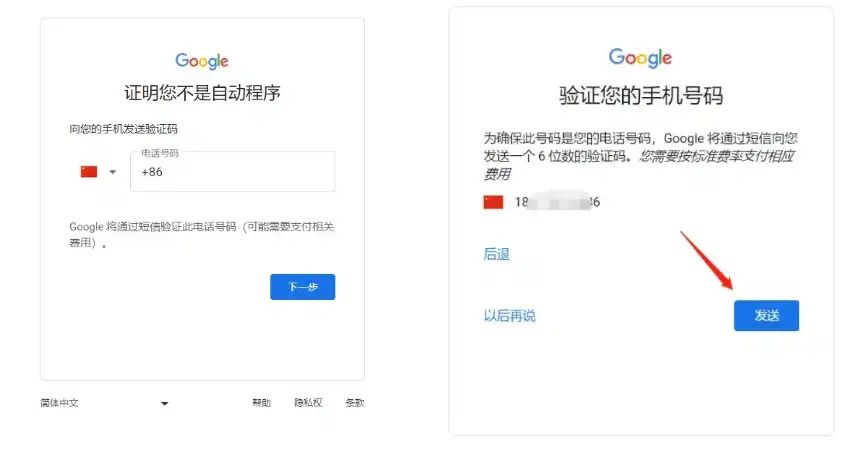 Google
证明您不是自动程序
向您的手机发送验证码
电话号码
+86
Google 将通过短信验证此电话号码（可能需要支付相关
费用）。
下一步
简体中文
帮助
隐私权
条款
Google
验证您的手机号码
为确保此号码是您的电话号码，Google 将通过短信向您
发送一个 6 位数的验证码。您需要按标准费率支付相应
费用
后退
以后再说
发送